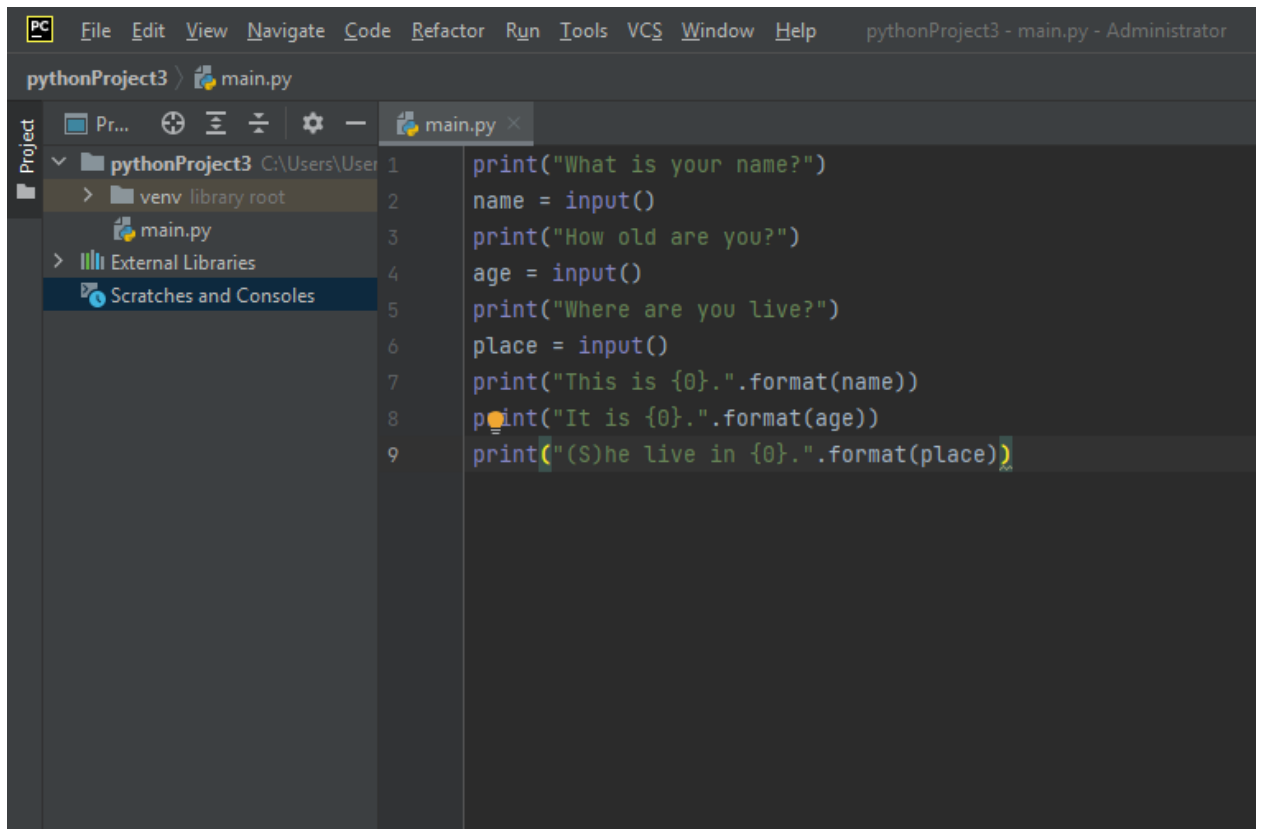 PC File Edit View Navigate Code Refactor Run Tools VCS Window Help pythonProject3 - main.py - Administrator
pythonProject3 main.py
Project
Pr... main.py
pythonProject3 C:\Users\User
venv library root
main.py
External Libraries
Scratches and Consoles
1 print("What is your name?")
2 name = input()
3 print("How old are you?")
4 age = input()
5 print("Where are you live?")
6 place = input()
7 print("This is {0}.".format(name))
8 print("It is {0}.".format(age))
9 print("(S)he live in {0}.".format(place))